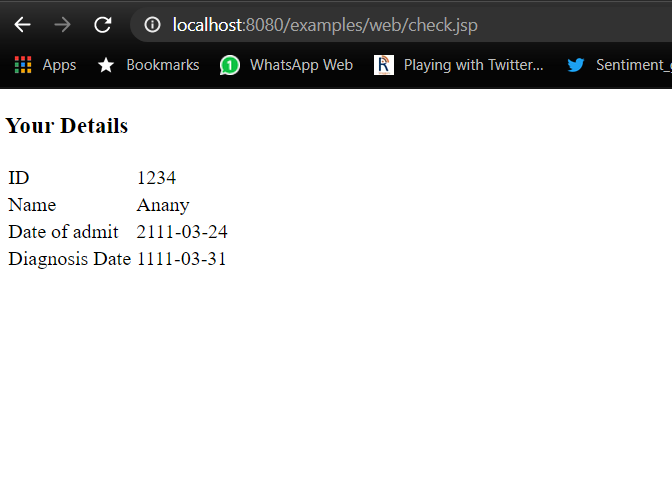 localhost:8080/examples/web/check.jsp
Apps Bookmarks WhatsApp Web Playing with Twitter... Sentiment_
Your Details
ID 1234
Name Anany
Date of admit 2111-03-24
Diagnosis Date 1111-03-31